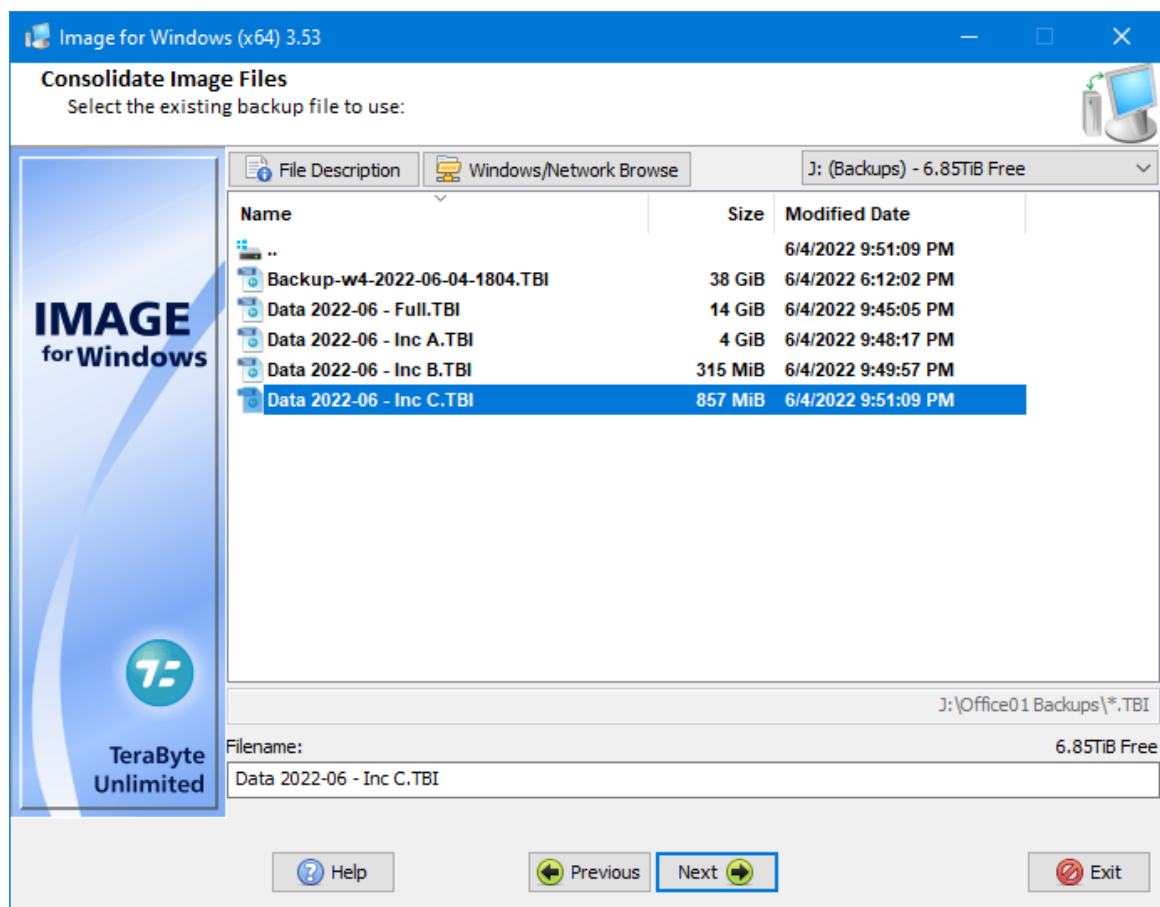 Image for Windows (x64) 3.53
Consolidate Image Files
Select the existing backup file to use:
File Description
Windows/Network Browse
J: (Backups) - 6.85TiB Free
Name Size Modified Date
.. 6/4/2022 9:51:09 PM
Backup-w4-2022-06-04-1804.TBI 38 GiB 6/4/2022 6:12:02 PM
Data 2022-06 - Full.TBI 14 GiB 6/4/2022 9:45:05 PM
Data 2022-06 - Inc A.TBI 4 GiB 6/4/2022 9:48:17 PM
Data 2022-06 - Inc B.TBI 315 MiB 6/4/2022 9:49:57 PM
Data 2022-06 - Inc C.TBI 857 MiB 6/4/2022 9:51:09 PM
IMAGE
for Windows
TeraByte
Unlimited
J:\Office01 Backups\*.TBI
Filename: 6.85TiB Free
Data 2022-06 - Inc C.TBI
Help
Previous
Next
Exit